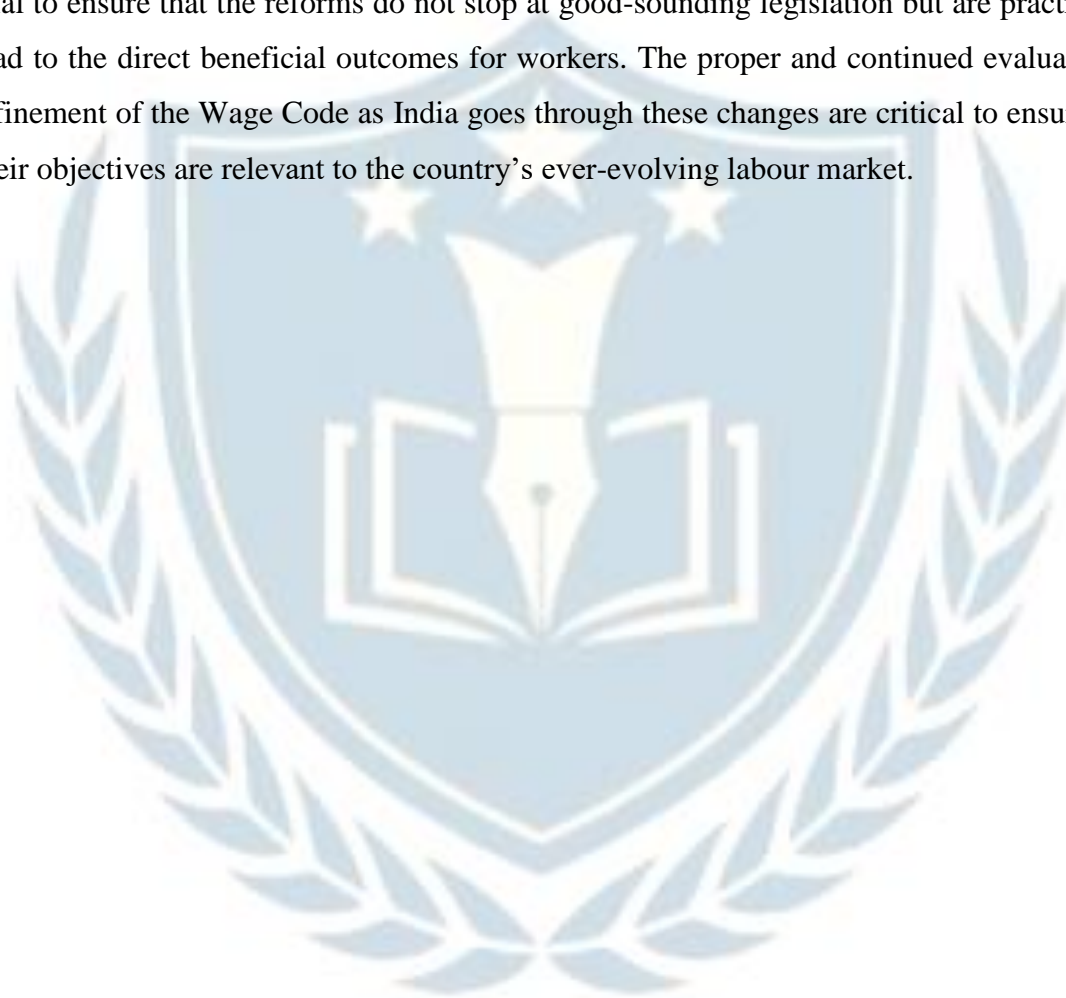 al to ensure that the reforms do not stop at good-sounding legislation but are practi
ad to the direct beneficial outcomes for workers. The proper and continued evalua
finement of the Wage Code as India goes through these changes are critical to ensu
eir objectives are relevant to the country’s ever-evolving labour market.